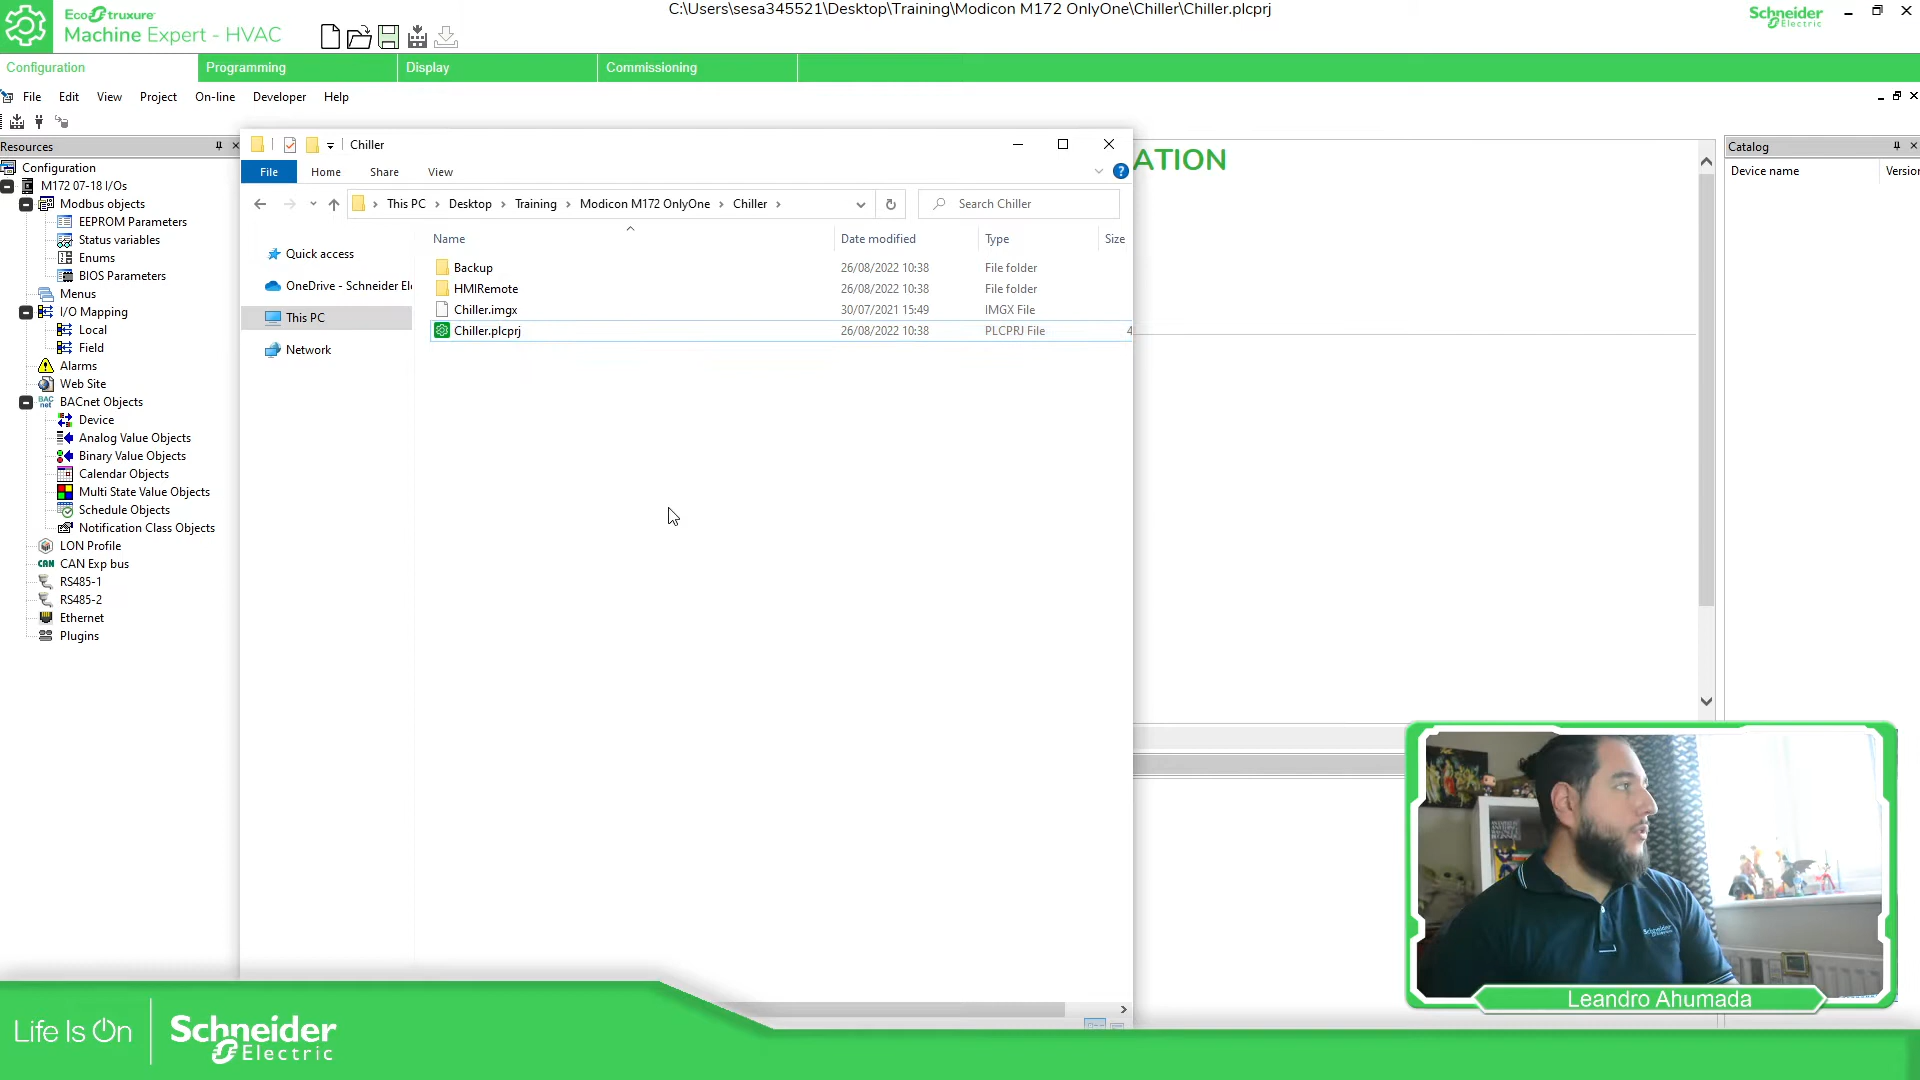 C:\Users\sesa345521\Desktop\Training\Modicon M172 OnlyOne\Chiller\Chiller.plcprj
EcoStruxure
Machine Expert - HVAC
Schneider Electric
Configuration
Programming
Display
Commissioning
File Edit View Project On-line Developer Help
Resources
Configuration
M172 07-18 I/Os
Modbus objects
EEPROM Parameters
Status variables
Enums
BIOS Parameters
Menus
I/O Mapping
Local
Field
Alarms
Web Site
BACnet Objects
Device
Analog Value Objects
Binary Value Objects
Calendar Objects
Multi State Value Objects
Schedule Objects
Notification Class Objects
LON Profile
CAN Exp bus
RS485-1
RS485-2
Ethernet
Plugins
Chiller
File Home Share View
This PC Desktop Training Modicon M172 OnlyOne Chiller
Search Chiller
Quick access
OneDrive - Schneider El
This PC
Network
Name Date modified Type Size
Backup 26/08/2022 10:38 File folder
HMIRemote 26/08/2022 10:38 File folder
Chiller.imgx 30/07/2021 15:49 IMGX File
Chiller.plcprj 26/08/2022 10:38 PLCPRJ File 4
ATION
Catalog
Device name Version
Schneider Electric
Leandro Ahumada
Life Is On
Schneider
Electric